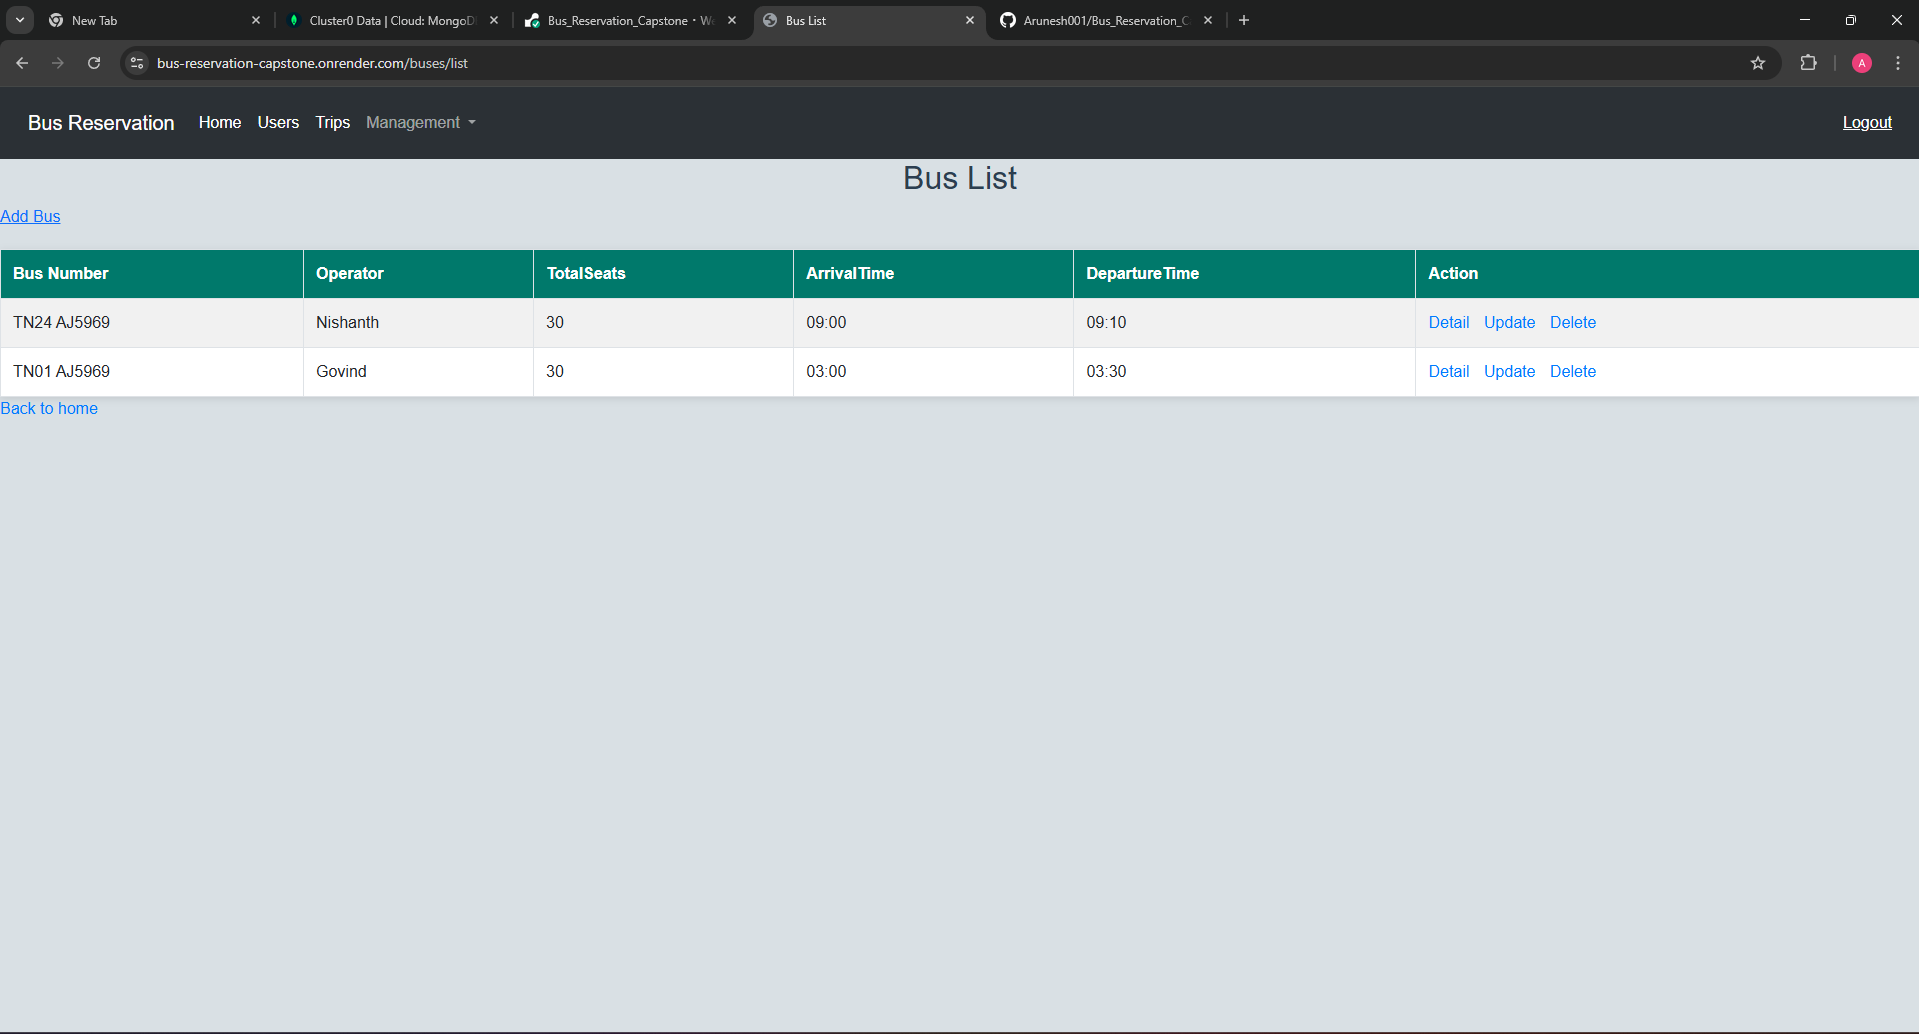 New Tab
Cluster0 Data | Cloud: MongoD
Bus_Reservation_Capstone · We
Bus List
Arunesh001/Bus_Reservation_C
bus-reservation-capstone.onrender.com/buses/list
A
Bus Reservation Home Users Trips Management Logout
Bus List
Add Bus
Bus Number Operator TotalSeats ArrivalTime DepartureTime Action
TN24 AJ5969 Nishanth 30 09:00 09:10 Detail Update Delete
TN01 AJ5969 Govind 30 03:00 03:30 Detail Update Delete
Back to home